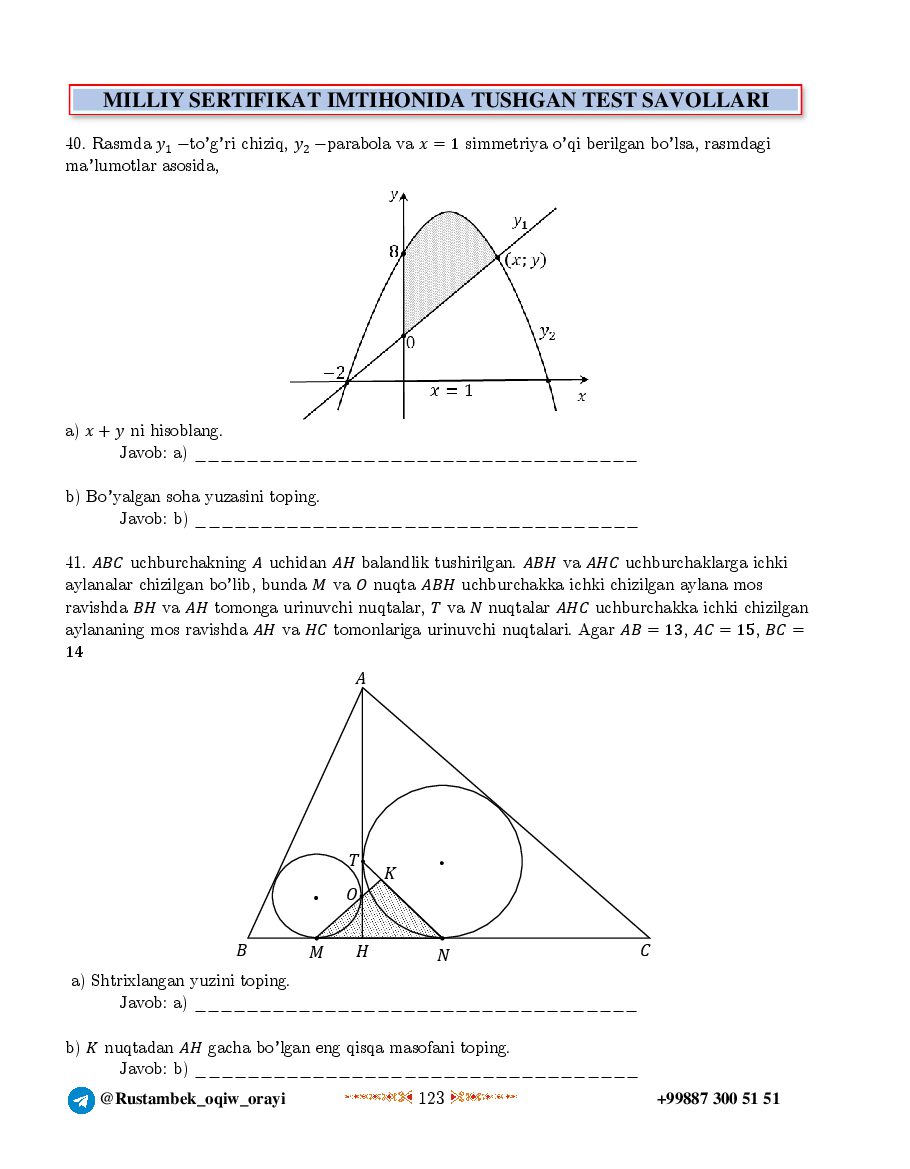 MILLIY SERTIFIKAT IMTIHONIDA TUSHGAN TEST SAVOLLARI
40. Rasmda y₁ −to’g’ri chiziq, y₂ −parabola va x = 1 simmetriya o’qi berilgan bo’lsa, rasmdagi
ma’lumotlar asosida,
y
y₁
8
(x; y)
y₂
0
−2
x = 1
x
a) x + y ni hisoblang.
Javob: a) ___________________________________
b) Bo’yalgan soha yuzasini toping.
Javob: b) ___________________________________
41. ABC uchburchakning A uchidan AH balandlik tushirilgan. ABH va AHC uchburchaklarga ichki
aylanalar chizilgan bo’lib, bunda M va O nuqta ABH uchburchakka ichki chizilgan aylana mos
ravishda BH va AH tomonga urinuvchi nuqtalar, T va N nuqtalar AHC uchburchakka ichki chizilgan
aylananing mos ravishda AH va HC tomonlariga urinuvchi nuqtalari. Agar AB = 13, AC = 15, BC =
14
A
T
K
O
B M H N C
a) Shtrixlangan yuzini toping.
Javob: a) ___________________________________
b) K nuqtadan AH gacha bo’lgan eng qisqa masofani toping.
Javob: b) ___________________________________
@Rustambek_oqiw_orayi 123 +99887 300 51 51